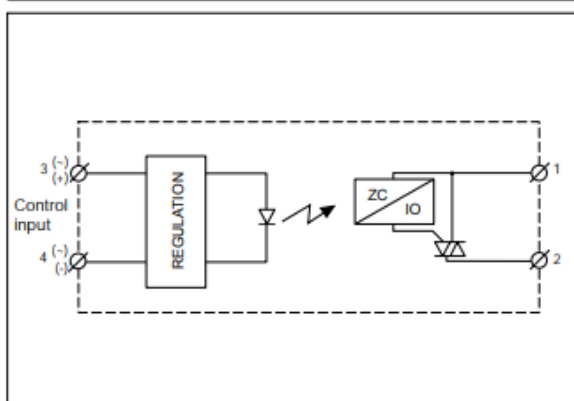 3 (~)
(+)
Control
input
4 (~)
(-)
REGULATION
ZC
IO
1
2